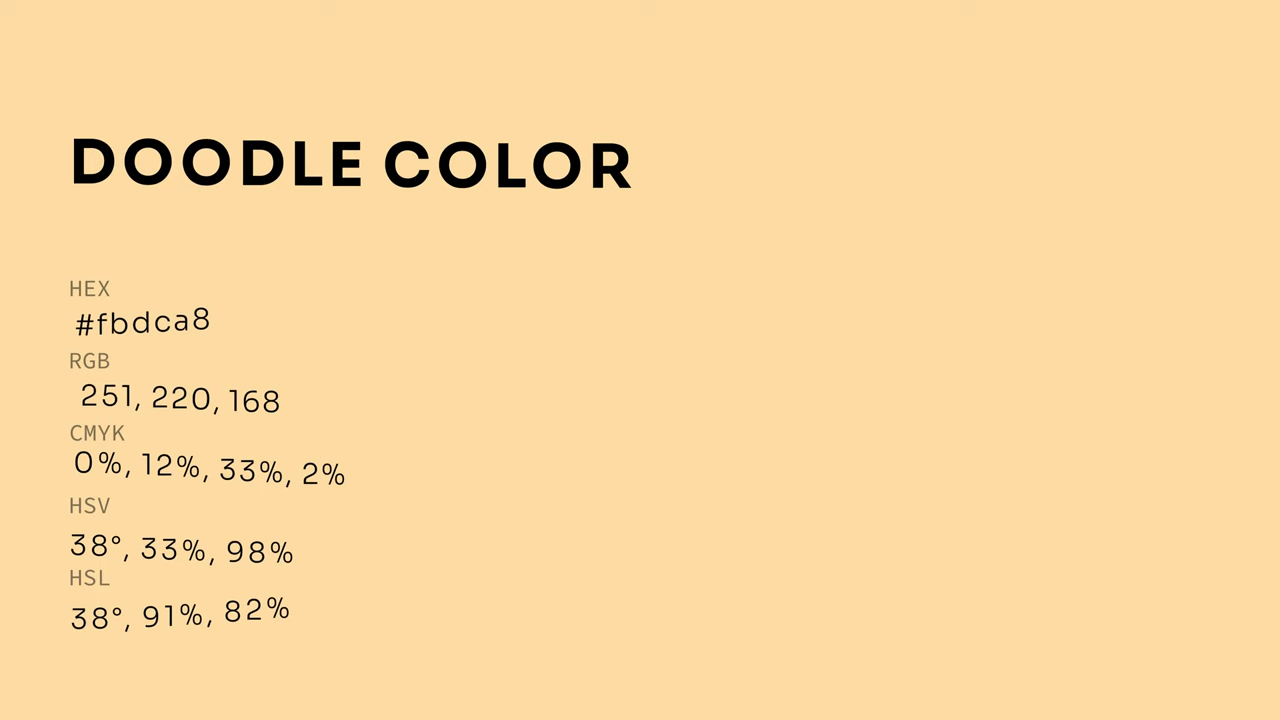 DOODLE COLOR
HEX
#fbdca8
RGB
251, 220, 168
CMYK
0%, 12%, 33%, 2%
HSV
38°, 33%, 98%
HSL
38°, 91%, 82%